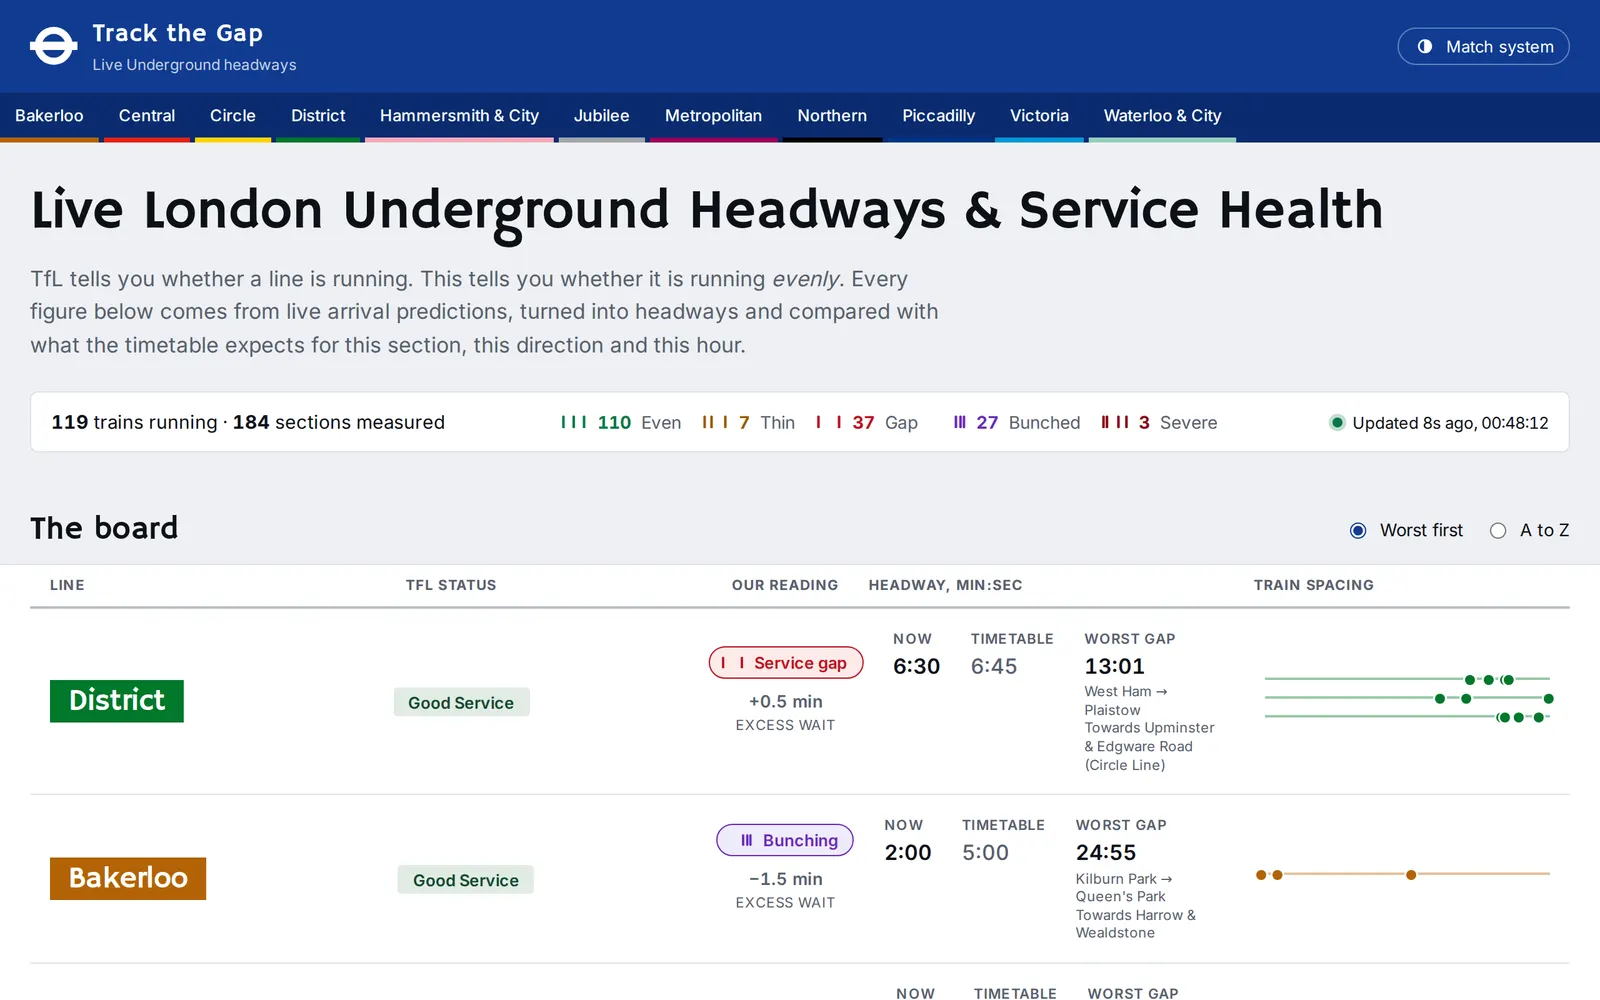 Track the Gap
Live Underground headways
Match system
Bakerloo Central Circle District Hammersmith & City Jubilee Metropolitan Northern Piccadilly Victoria Waterloo & City
Live London Underground Headways & Service Health
TfL tells you whether a line is running. This tells you whether it is running evenly. Every
figure below comes from live arrival predictions, turned into headways and compared with
what the timetable expects for this section, this direction and this hour.
119 trains running · 184 sections measured 110 Even 7 Thin 37 Gap 27 Bunched 3 Severe Updated 8s ago, 00:48:12
The board
Worst first A to Z
LINE TFL STATUS OUR READING HEADWAY, MIN:SEC TRAIN SPACING
District
Good Service
Service gap
+0.5 min
EXCESS WAIT
NOW TIMETABLE WORST GAP
6:30 6:45 13:01
West Ham →
Plaistow
Towards Upminster
& Edgware Road
(Circle Line)
Bakerloo
Good Service
Bunching
−1.5 min
EXCESS WAIT
NOW TIMETABLE WORST GAP
2:00 5:00 24:55
Kilburn Park →
Queen's Park
Towards Harrow &
Wealdstone
NOW TIMETABLE WORST GAP